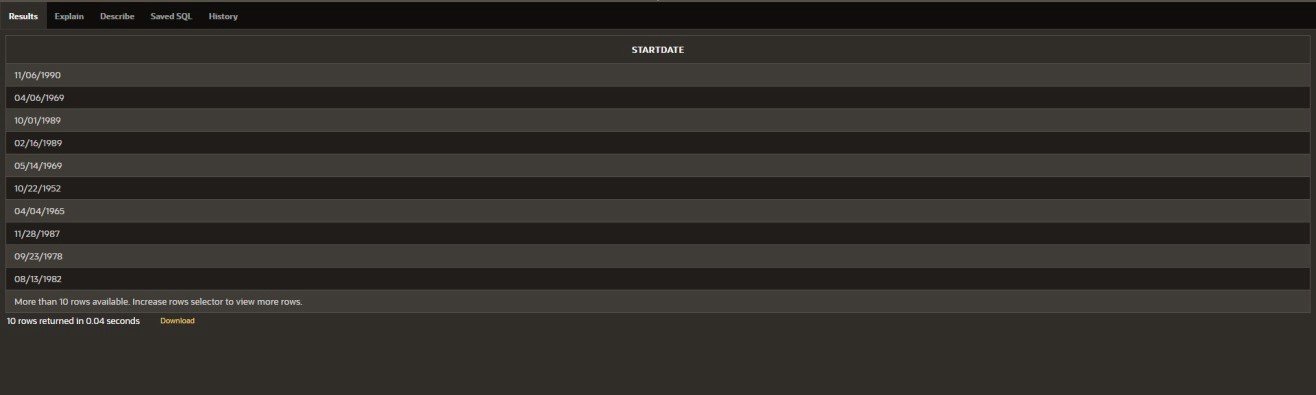 Results Explain Describe Saved SQL History
STARTDATE
11/06/1990
04/06/1969
10/01/1989
02/16/1989
05/14/1969
10/22/1952
04/04/1965
11/28/1987
09/23/1978
08/13/1982
More than 10 rows available. Increase rows selector to view more rows.
10 rows returned in 0.04 seconds Download